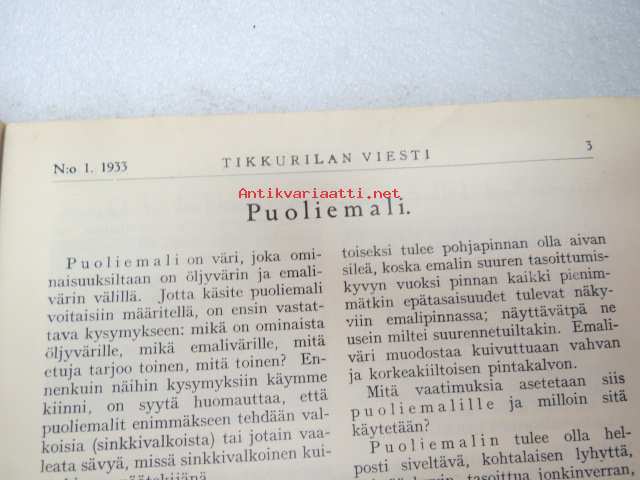 N:o 1. 1933
TIKKURILAN VIESTI
3
Antikvariaatti.net
Puoliemali.
Puoliemali on väri, joka omi-
naisuuksiltaan on öljyvärin ja emali-
värin välillä. Jotta käsite puoliemali
voitaisiin määritellä, on ensin vastat-
tava kysymykseen: mikä on ominaista
öljyvärille, mikä emalivärille, mitä
etuja tarjoo toinen, mitä toinen? En-
nenkuin näihin kysymyksiin käymme
kiinni, on syytä huomauttaa, että
puoliemalit enimmäkseen tehdään val-
koisia (sinkkivalkoista) tai jotain vaa-
leata sävyä, missä sinkkivalkoinen kui-
toiseksi tulee pohjapinnan olla aivan
sileä, koska emalin suuren tasoittumis-
kyvyn vuoksi pinnan kaikki pienim-
mätkin epätasaisuudet tulevat näky-
viin emalipinnassa; näyttävätpä ne
usein miltei suurennetuiltakin. Emali-
väri muodostaa kuivuttuaan vahvan
ja korkeakiiltoisen pintakalvon.
Mitä vaatimuksia asetetaan siis
puoliemalille ja milloin sitä
käytetään?
Puoliemalin tulee olla hel-
posti siveltävä, kohtalaisen lyhyttä,
tasoittua jonkinverran,